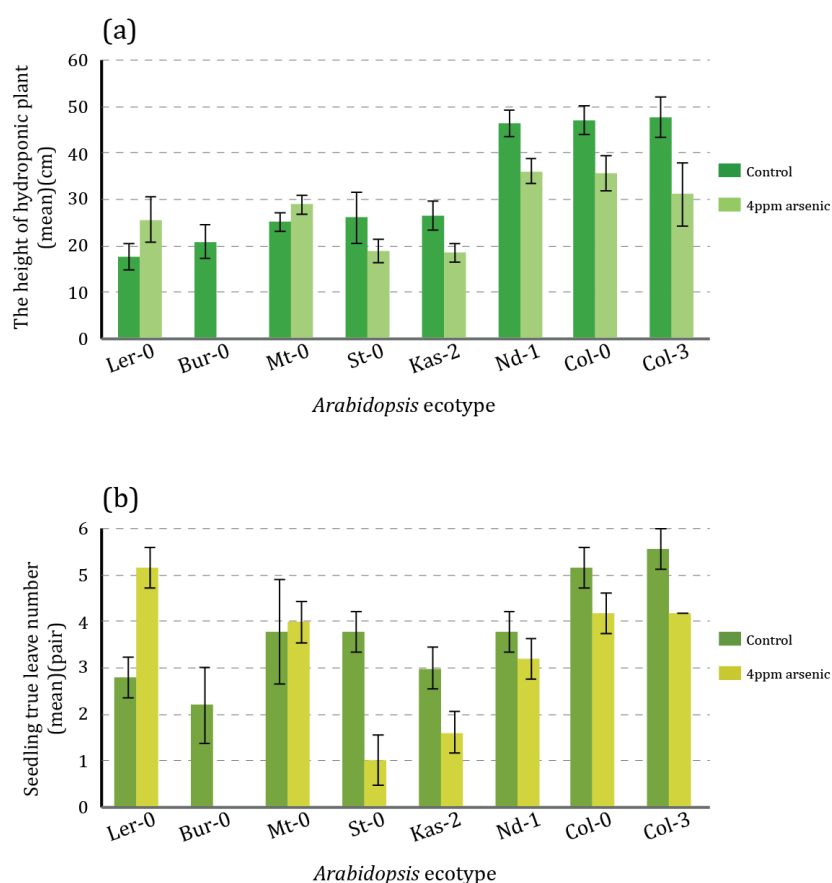 (a)
The height of hydroponic plant
(mean)(cm)
60
50
40
30
20
10
0
Ler-0 Bur-0 Mt-0 St-0 Kas-2 Nd-1 Col-0 Col-3
Arabidopsis ecotype
Control
4ppm arsenic
(b)
Seedling true leave number
(mean)(pair)
6
5
4
3
2
1
0
Ler-0 Bur-0 Mt-0 St-0 Kas-2 Nd-1 Col-0 Col-3
Arabidopsis ecotype
Control
4ppm arsenic